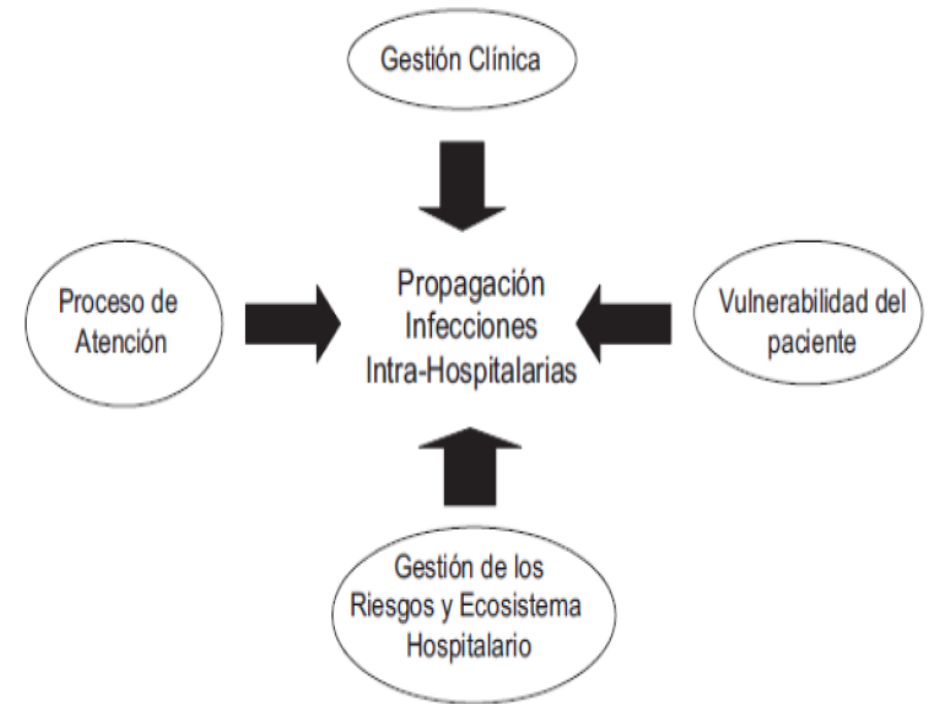 Gestión Clínica
Proceso de
Atención
Propagación
Infecciones
Intra-Hospitalarias
Vulnerabilidad del
paciente
Gestión de los
Riesgos y Ecosistema
Hospitalario